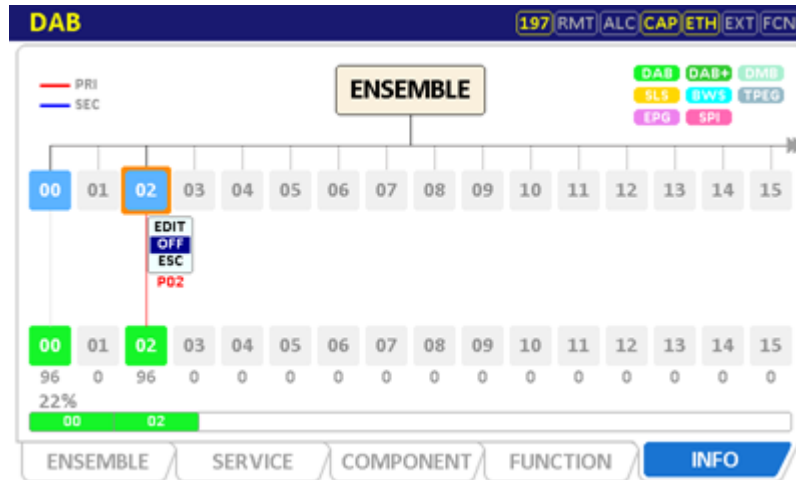 DAB 197 RMT ALC CAP ETH EXT FCN
PRI
SEC
ENSEMBLE
DAB DAB+ DMB
SLS BWS TPEG
EPG SPI
00 01 02 03 04 05 06 07 08 09 10 11 12 13 14 15
EDIT
OFF
ESC
P02
00 01 02 03 04 05 06 07 08 09 10 11 12 13 14 15
96 0 96 0 0 0 0 0 0 0 0 0 0 0 0 0
22%
00 02
ENSEMBLE SERVICE COMPONENT FUNCTION INFO